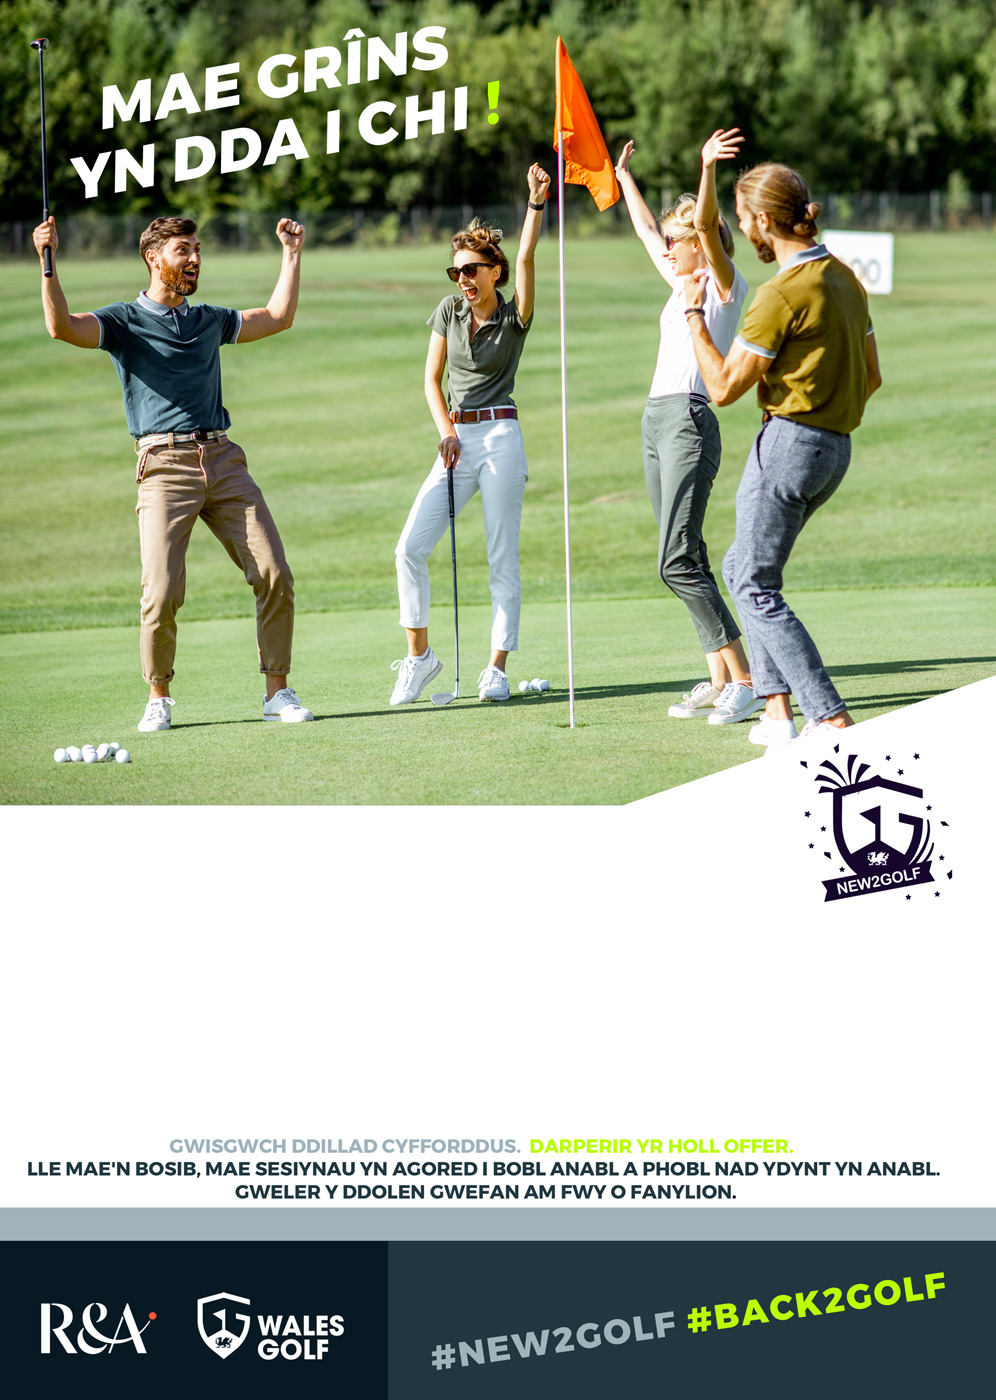 MAE GRÎNS
YN DDA I CHI !
00
NEW2GOLF
GWISGWCH DDILLAD CYFFORDDUS. DARPERIR YR HOLL OFFER.
LLE MAE'N BOSIB, MAE SESIYNAU YN AGORED I BOBL ANABL A PHOBL NAD YDYNT YN ANABL.
GWELER Y DDOLEN GWEFAN AM FWY O FANYLION.
R&A
WALES
GOLF
#NEW2GOLF #BACK2GOLF